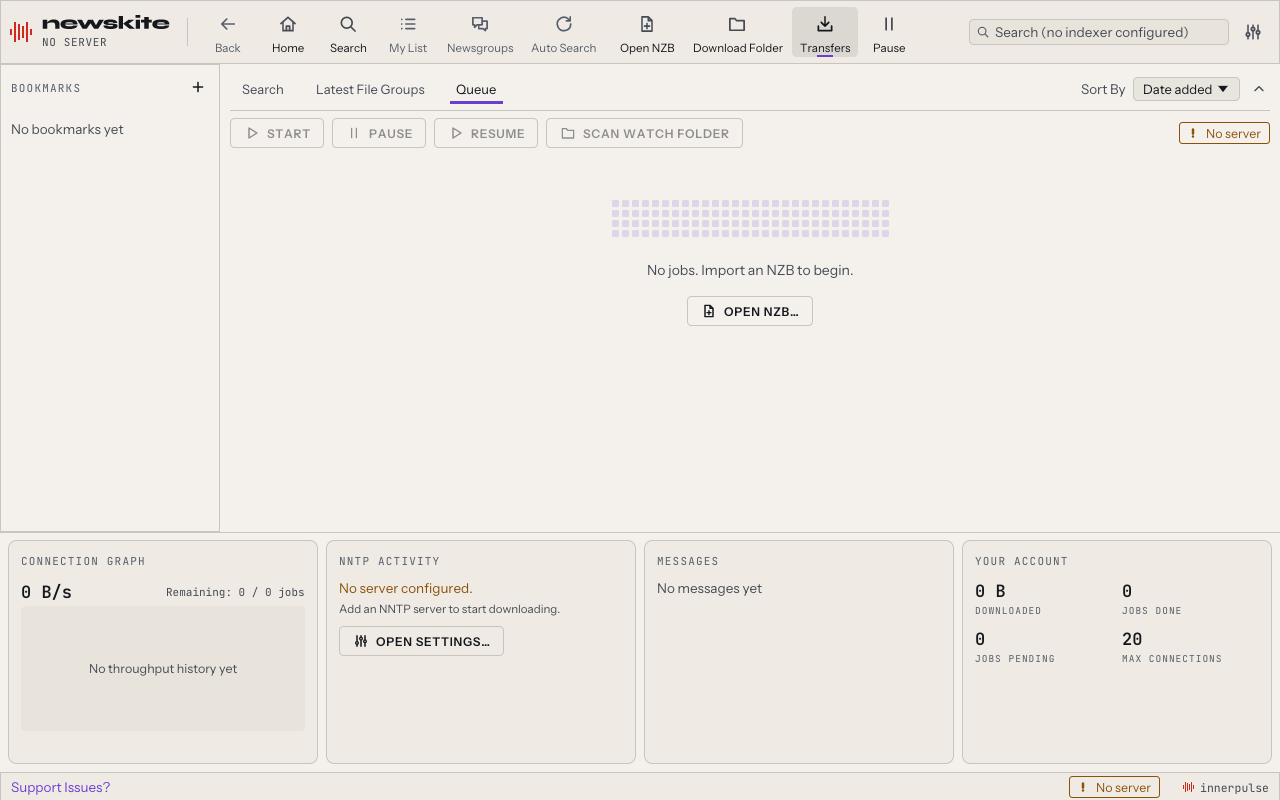 newskite
NO SERVER
Back
Home
Search
My List
Newsgroups
Auto Search
Open NZB
Download Folder
Transfers
Pause
Search (no indexer configured)
BOOKMARKS
No bookmarks yet
Search
Latest File Groups
Queue
Sort By
Date added
START
PAUSE
RESUME
SCAN WATCH FOLDER
No server
No jobs. Import an NZB to begin.
OPEN NZB…
CONNECTION GRAPH
0 B/s
Remaining: 0 / 0 jobs
No throughput history yet
NNTP ACTIVITY
No server configured.
Add an NNTP server to start downloading.
OPEN SETTINGS…
MESSAGES
No messages yet
YOUR ACCOUNT
0 B
DOWNLOADED
0
JOBS DONE
0
JOBS PENDING
20
MAX CONNECTIONS
Support Issues?
No server
innerpulse